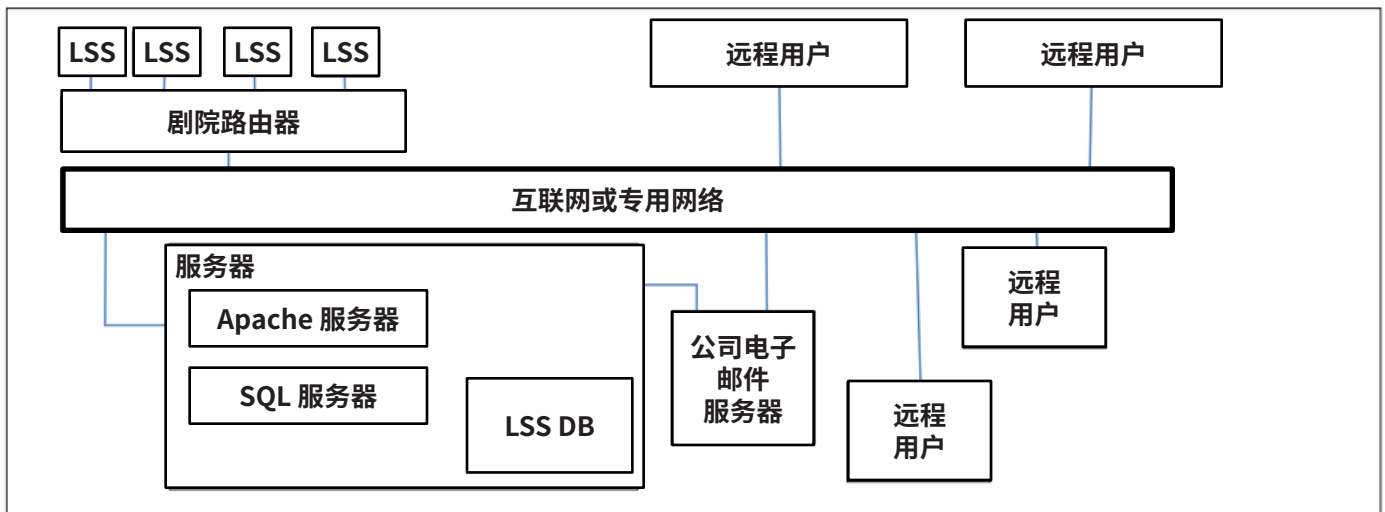 LSS LSS LSS LSS
远程用户
远程用户
剧院路由器
互联网或专用网络
服务器
Apache 服务器
SQL 服务器
LSS DB
公司电子
邮件
服务器
远程
用户
远程
用户